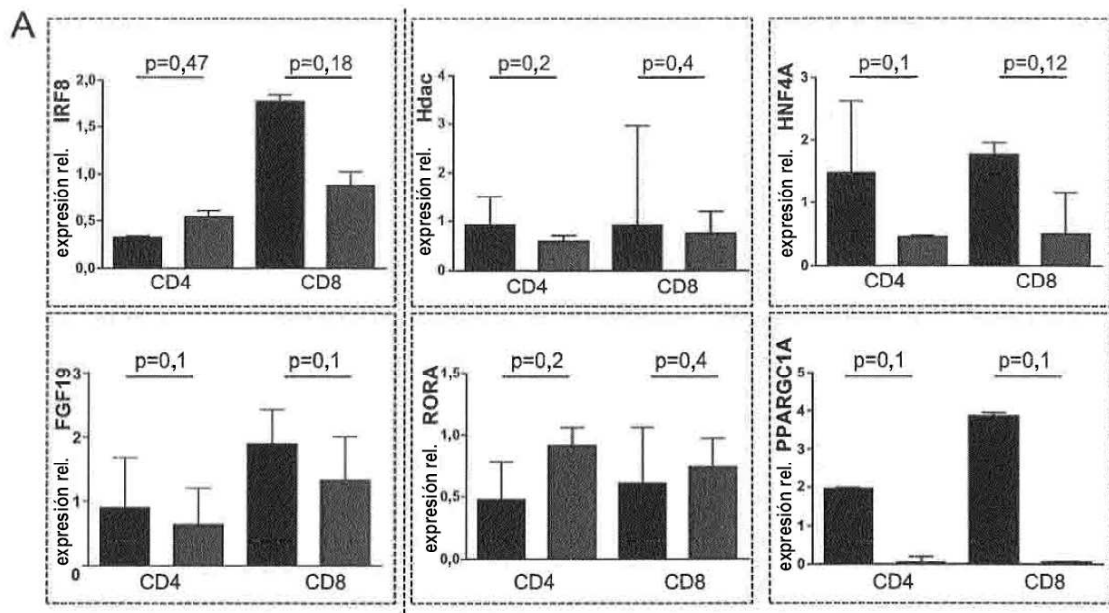 A
p=0,47
p=0,18
expresión rel. IRF8
2,0
1,5
1,0
0,5
0,0
CD4
CD8
p=0,2
p=0,4
expresión rel. Hdac
4
3
2
1
0
CD4
CD8
p=0,1
p=0,12
expresión rel. HNF4A
3
2
1
0
CD4
CD8
p=0,1
p=0,1
expresión rel. FGF19
3
2
1
0
CD4
CD8
p=0,2
p=0,4
expresión rel. RORA
1,5
1,0
0,5
0,0
CD4
CD8
p=0,1
p=0,1
expresión rel. PPARGC1A
5
4
3
2
1
0
CD4
CD8